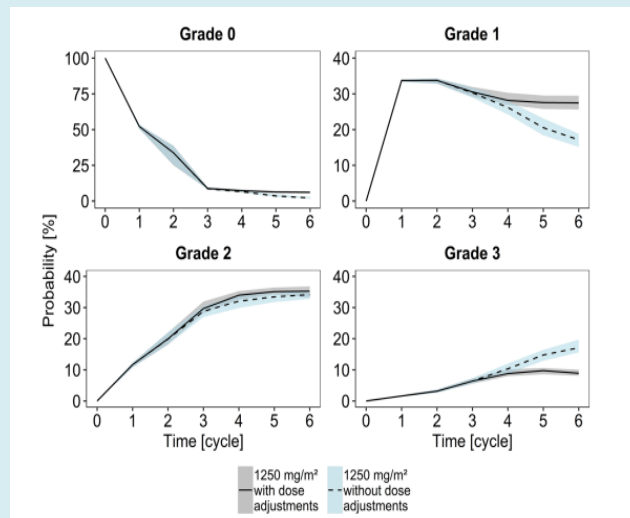 Grade 0
Grade 1
100
75
50
25
0
40
30
20
10
0
0 1 2 3 4 5 6
0 1 2 3 4 5 6
Probability [%]
Grade 2
Grade 3
40
30
20
10
0
40
30
20
10
0
0 1 2 3 4 5 6
0 1 2 3 4 5 6
Time [cycle]
Time [cycle]
1250 mg/m²
with dose
adjustments
1250 mg/m²
without dose
adjustments